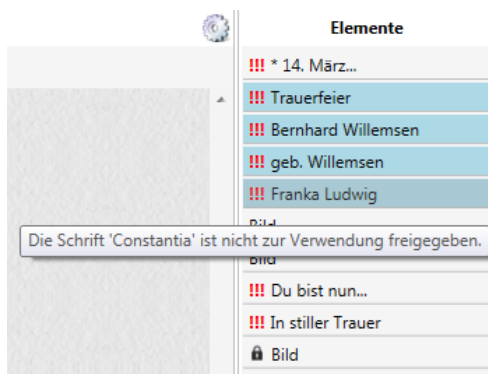 Elemente
!!! * 14. März...
!!! Trauerfeier
!!! Bernhard Willemsen
!!! geb. Willemsen
!!! Franka Ludwig
Bild
Die Schrift 'Constantia' ist nicht zur Verwendung freigegeben.
Bild
!!! Du bist nun...
!!! In stiller Trauer
Bild